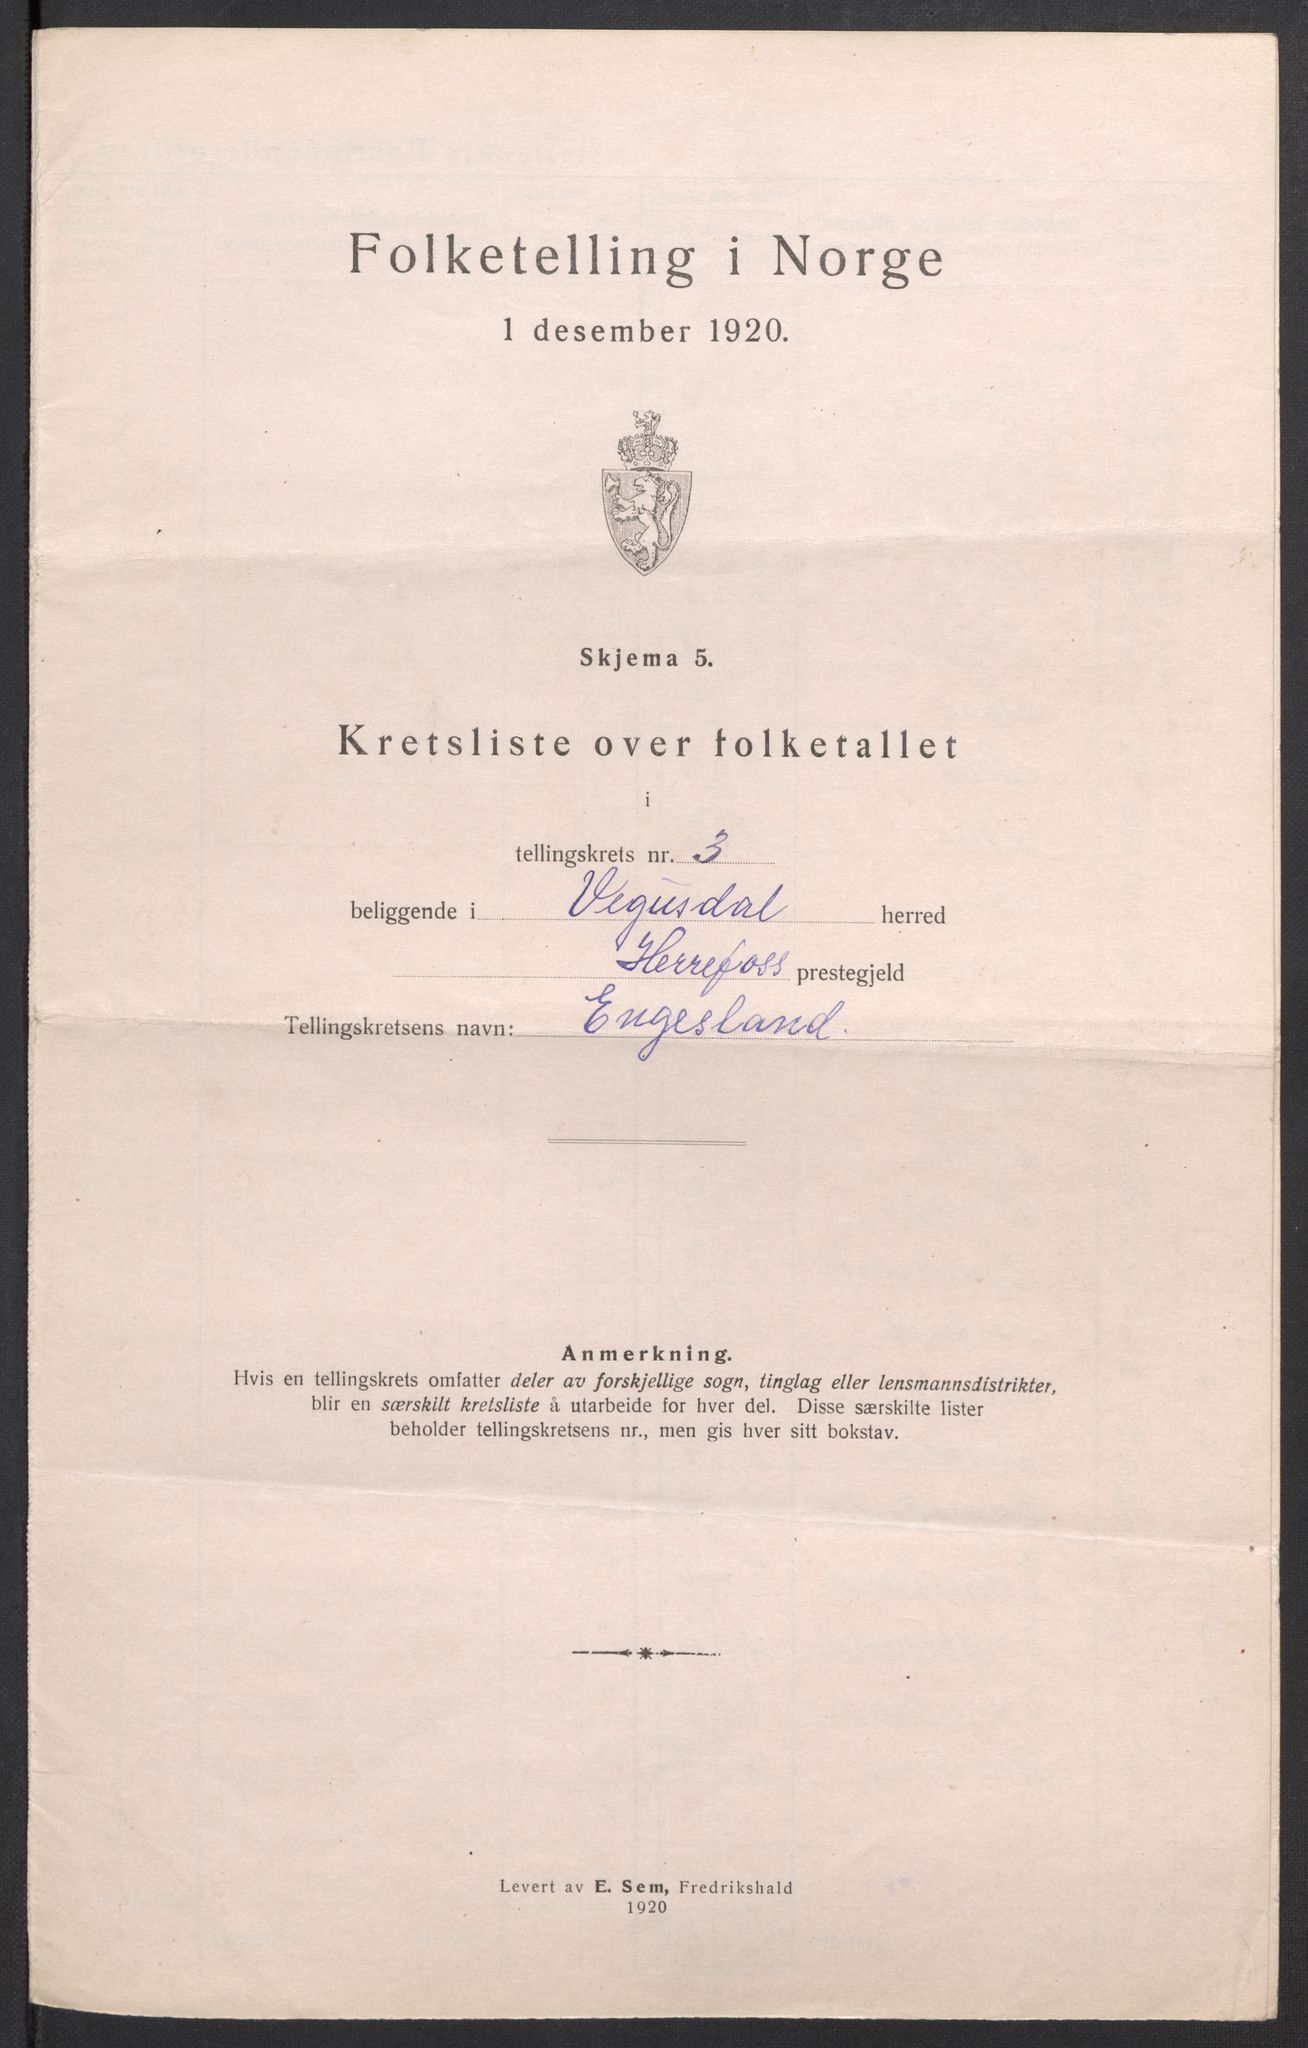 Folketelling i Norge
1 desember 1920.
Skjema 5.
Kretsliste over folketallet
i
tellingskrets nr. 3
beliggende i Vegusdal herred
Herrefoss prestegjeld
Tellingskretsens navn: Engesland.
Anmerkning.
Hvis en tellingskrets omfatter deler av forskjellige sogn, tinglag eller lensmannsdistrikter,
blir en særskilt kretsliste å utarbeide for hver del. Disse særskilte lister
beholder tellingskretsens nr., men gis hver sitt bokstav.
Levert av E. Sem, Fredrikshald
1920